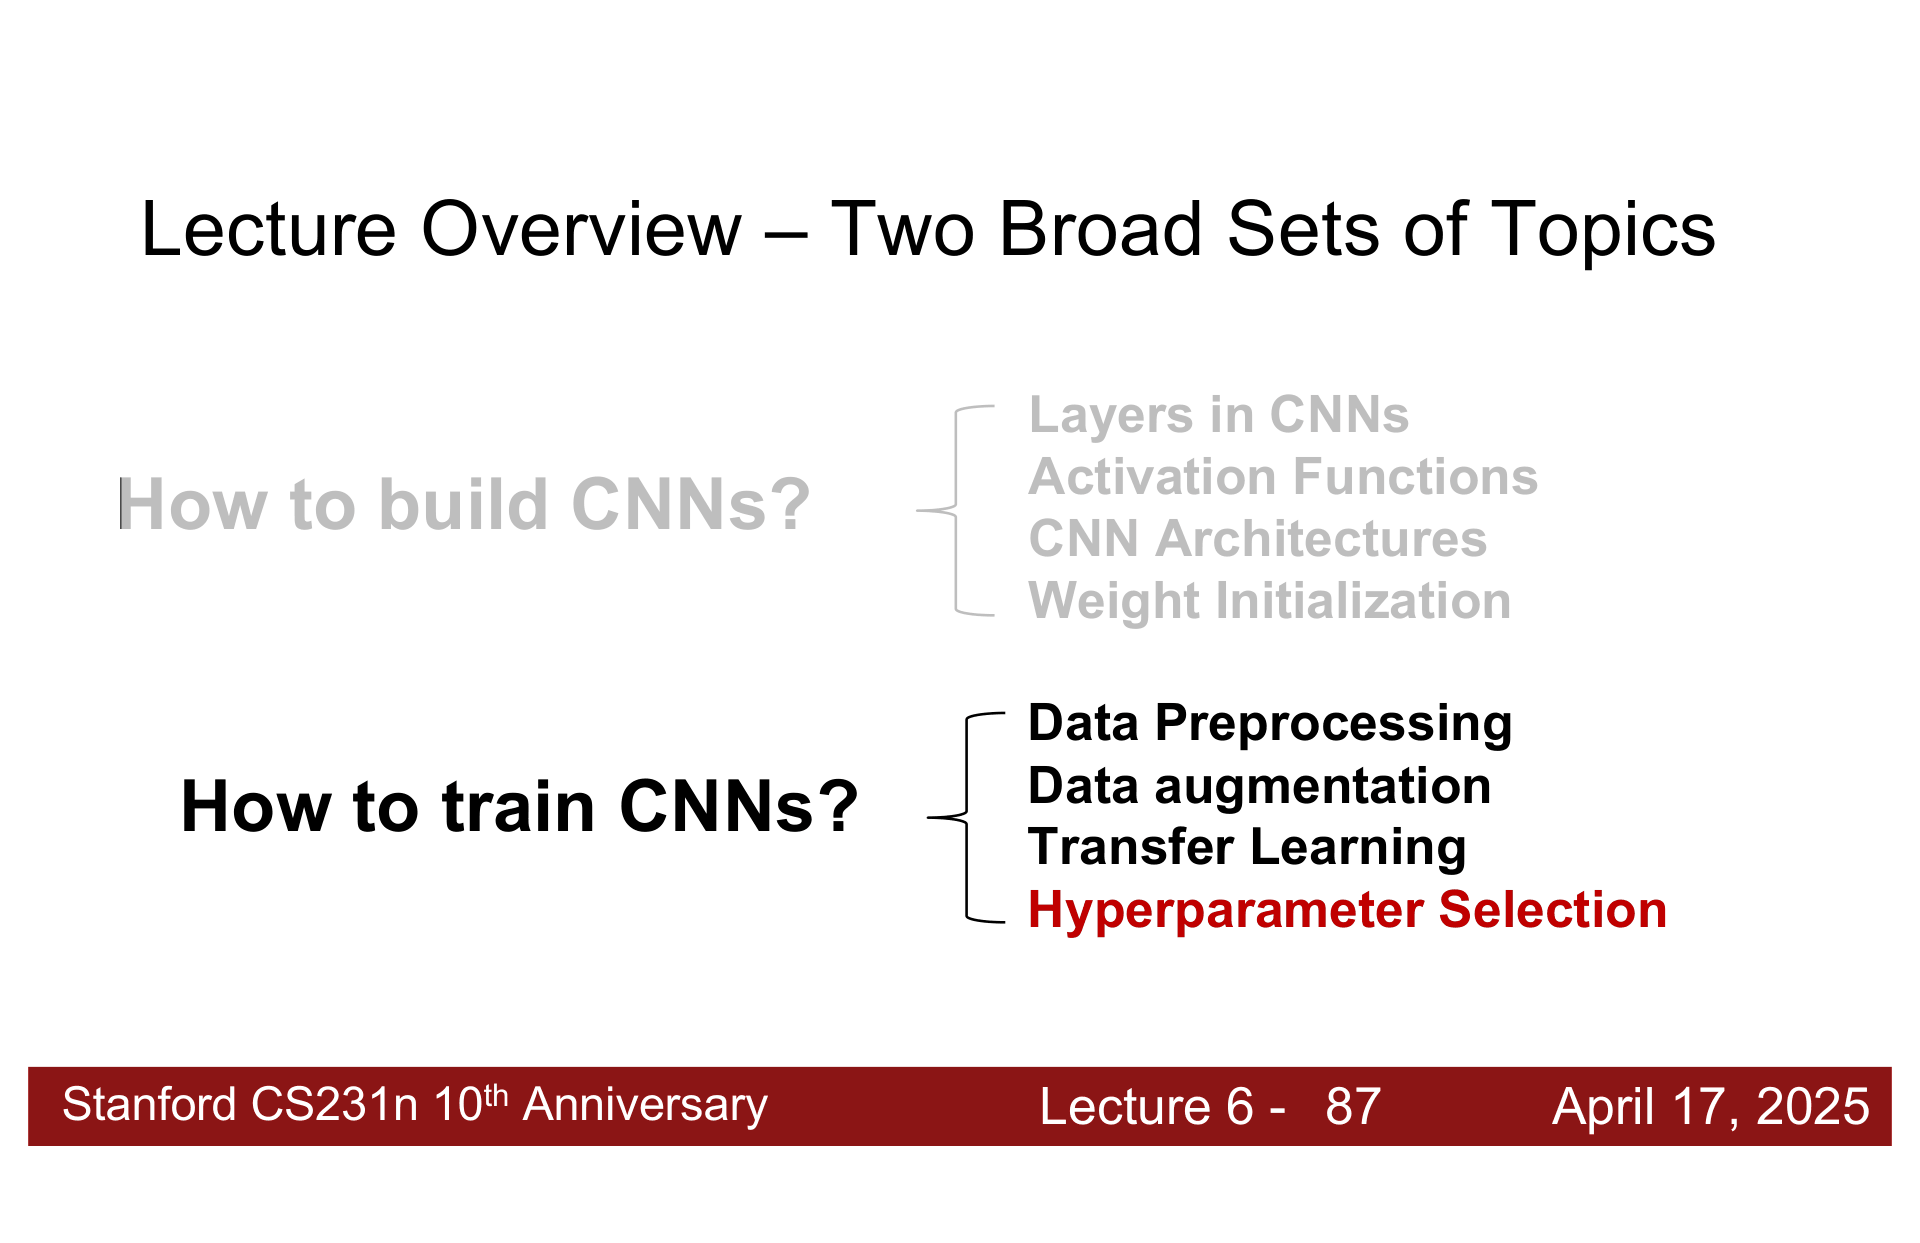 Lecture Overview – Two Broad Sets of Topics
How to build CNNs?
Layers in CNNs
Activation Functions
CNN Architectures
Weight Initialization
How to train CNNs?
Data Preprocessing
Data augmentation
Transfer Learning
Hyperparameter Selection
Stanford CS231n 10th Anniversary
Lecture 6 - 87
April 17, 2025